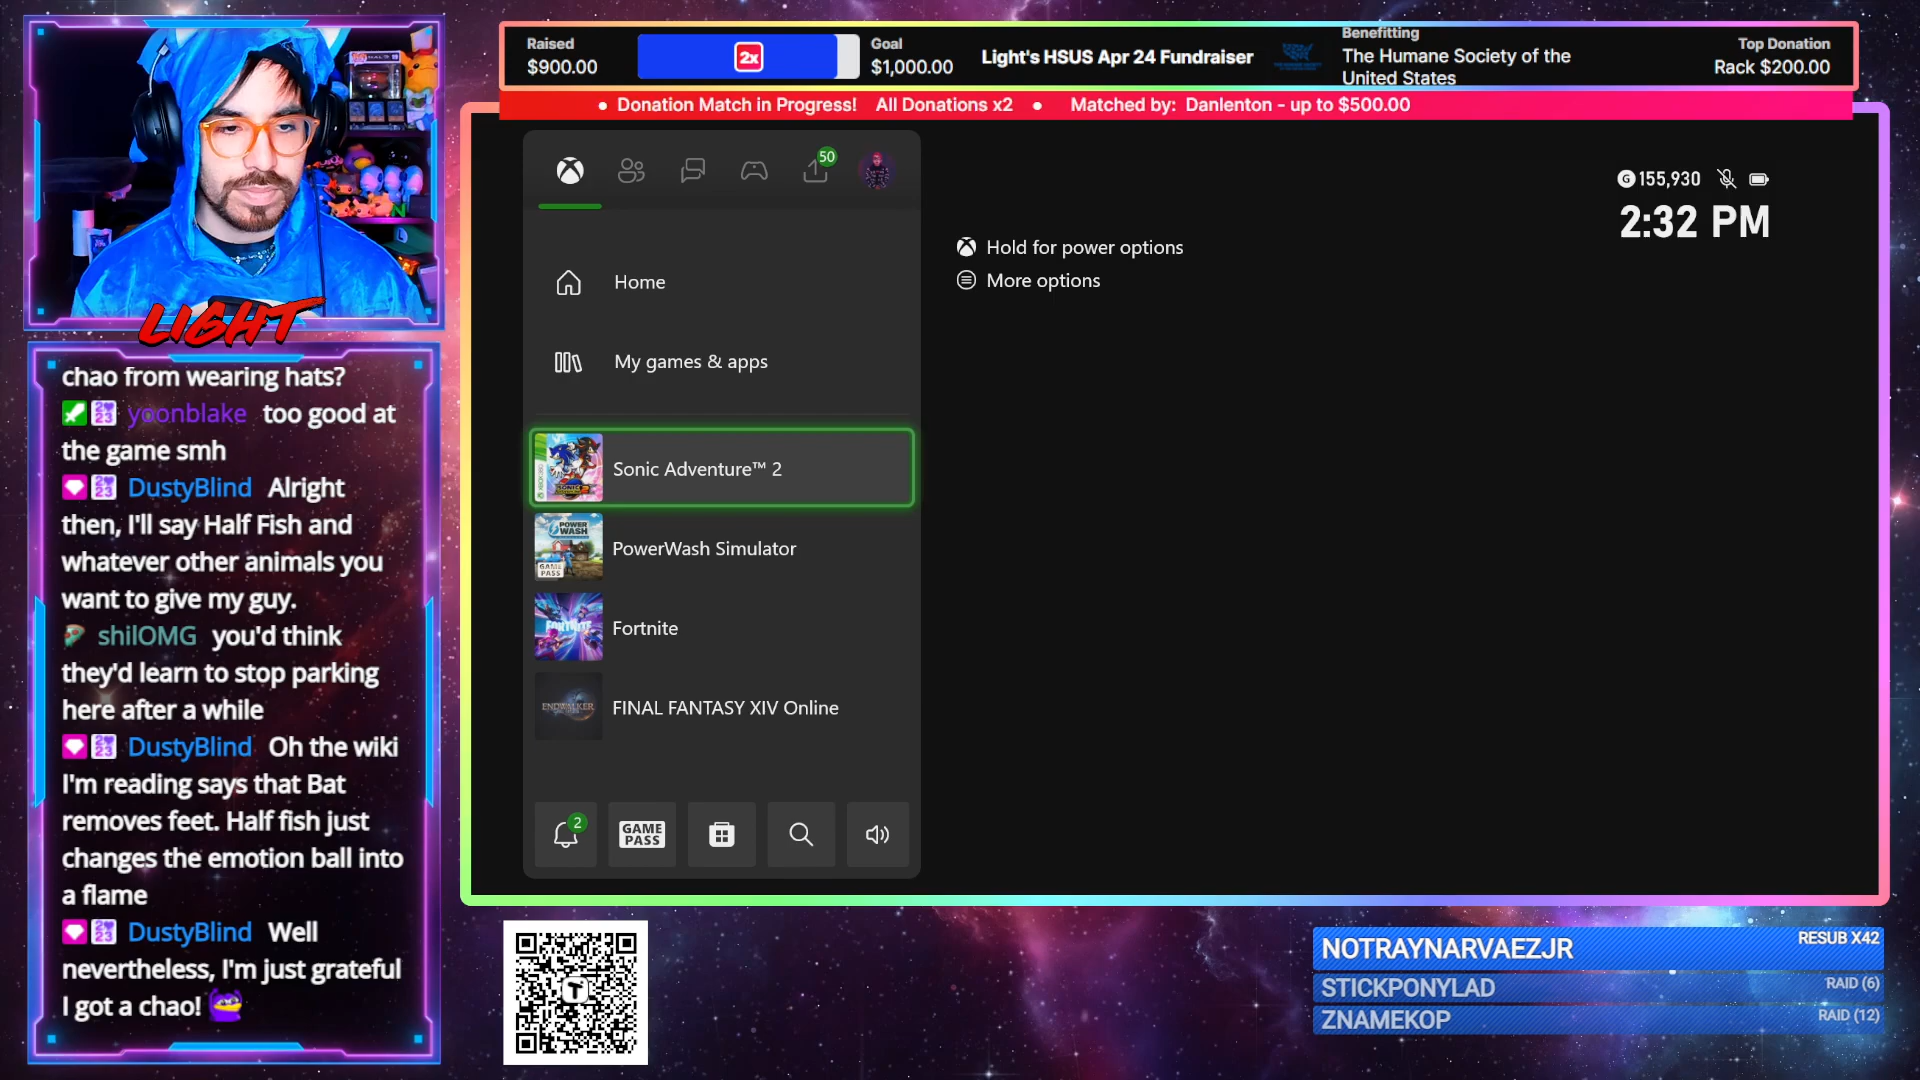 Raised
$900.00
2x
Goal
$1,000.00
Light's HSUS Apr 24 Fundraiser
Benefitting
The Humane Society of the
United States
Top Donation
Rack $200.00
• Donation Match in Progress! All Donations x2 • Matched by: Danlenton - up to $500.00
LIGHT
chao from wearing hats?
yoonblake too good at
the game smh
DustyBlind Alright
then, I'll say Half Fish and
whatever other animals you
want to give my guy.
shilOMG you'd think
they'd learn to stop parking
here after a while
DustyBlind Oh the wiki
I'm reading says that Bat
removes feet. Half fish just
changes the emotion ball into
a flame
DustyBlind Well
nevertheless, I'm just grateful
I got a chao!
50
Home
My games & apps
Sonic Adventure™ 2
POWER
WASH
GAME
PASS
PowerWash Simulator
FORTNITE
Fortnite
ENDWALKER
FINAL FANTASY XIV Online
2
GAME
PASS
Hold for power options
More options
G 155,930
2:32 PM
T
NOTRAYNARVAEZJR RESUB X42
STICKPONYLAD RAID (6)
ZNAMEKOP RAID (12)